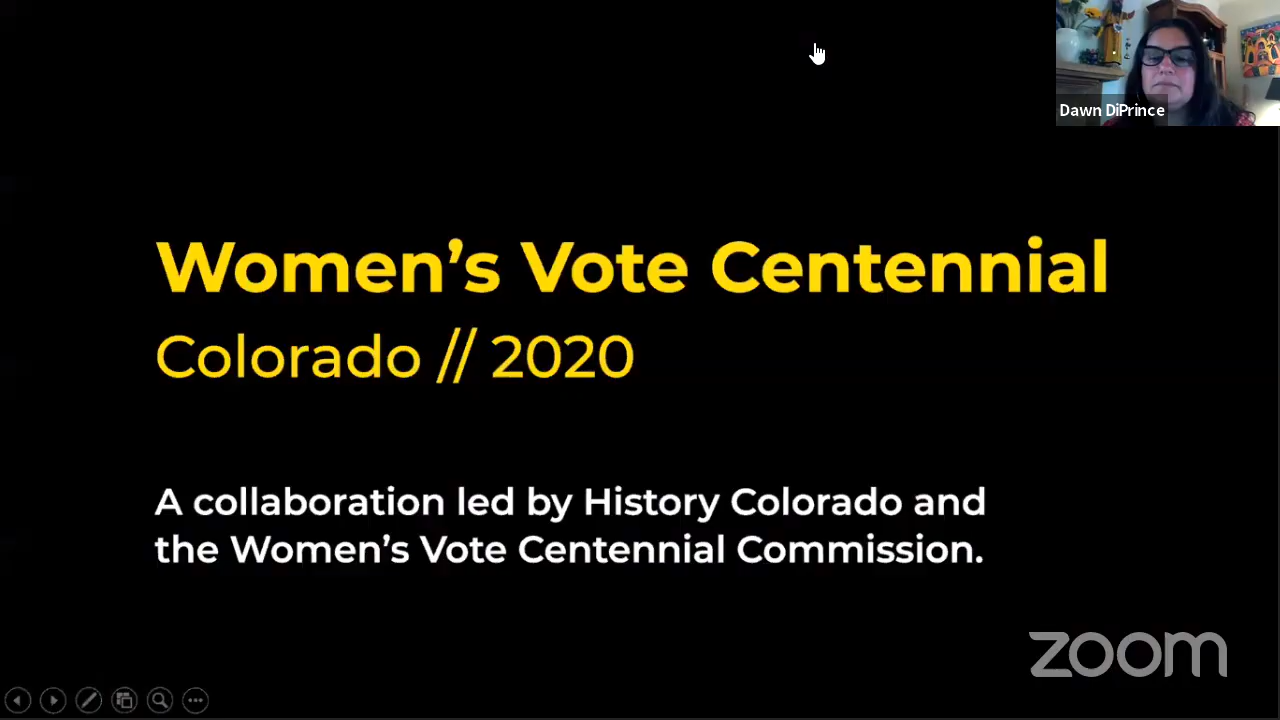 Dawn DiPrince
Women’s Vote Centennial
Colorado // 2020
A collaboration led by History Colorado and
the Women’s Vote Centennial Commission.
zoom